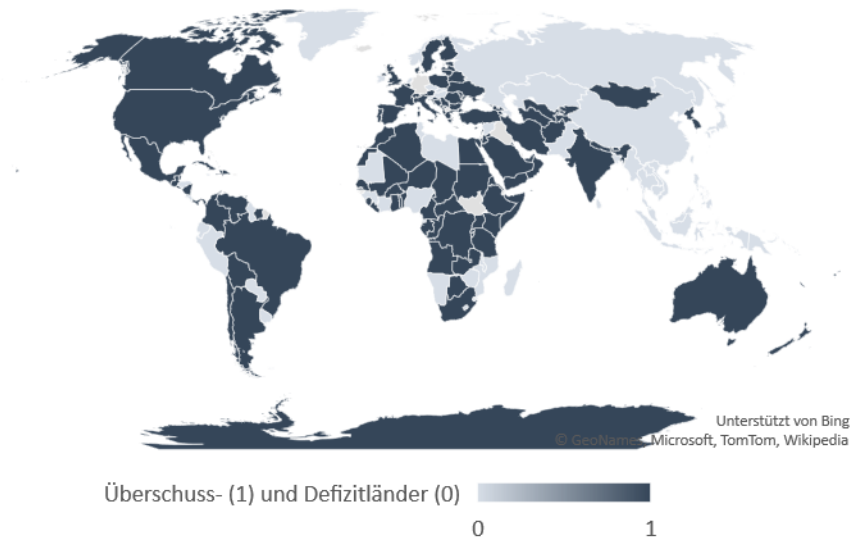 Unterstützt von Bing
© GeoNames, Microsoft, TomTom, Wikipedia
Überschuss- (1) und Defizitländer (0)
0 1